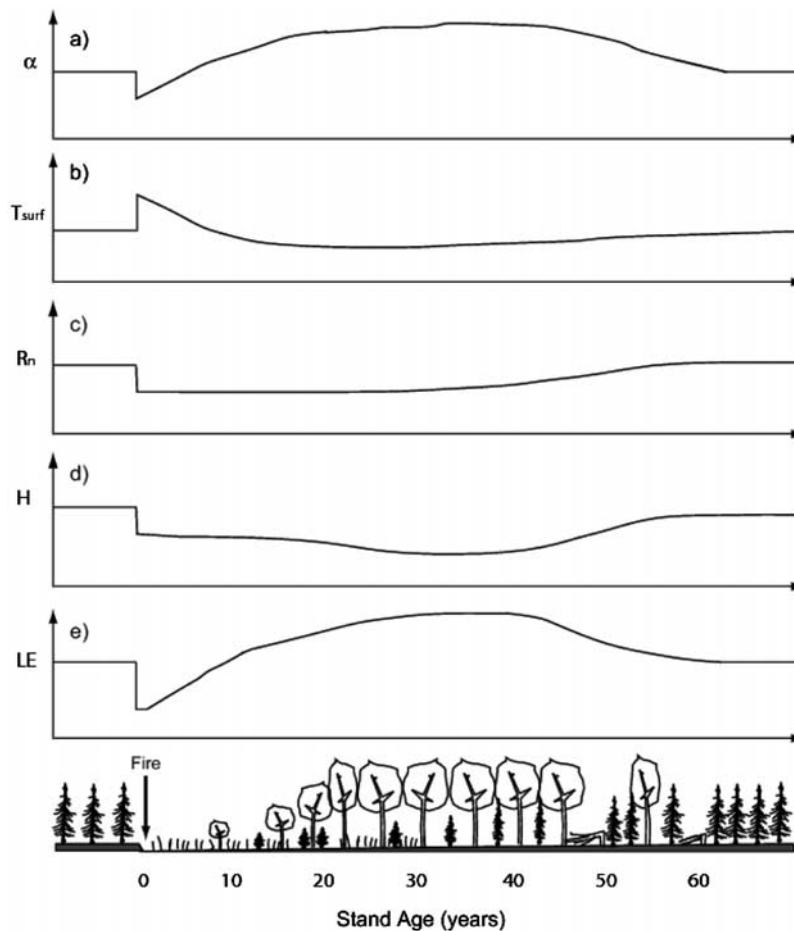 a)
α
b)
Tsurf
c)
Rn
d)
H
e)
LE
Fire
0 10 20 30 40 50 60
Stand Age (years)